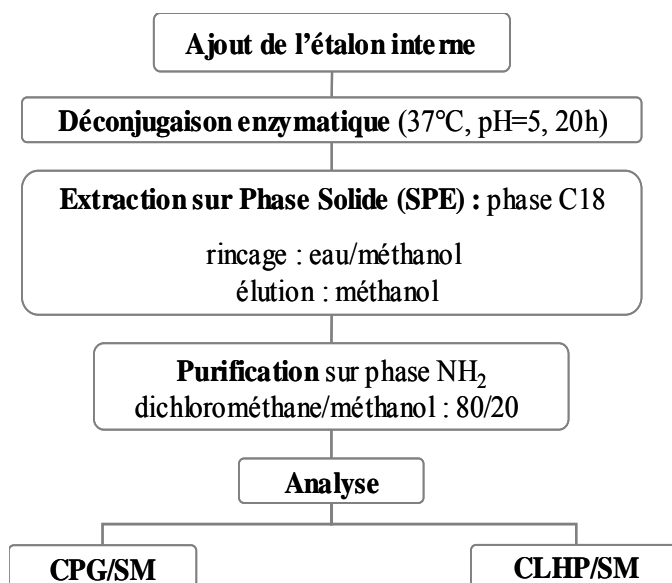 Ajout de l'étalon interne
Déconjugaison enzymatique (37°C, pH=5, 20h)
Extraction sur Phase Solide (SPE) : phase C18
rincage : eau/méthanol
élution : méthanol
Purification sur phase NH₂
dichlorométhane/méthanol : 80/20
Analyse
CPG/SM
CLHP/SM